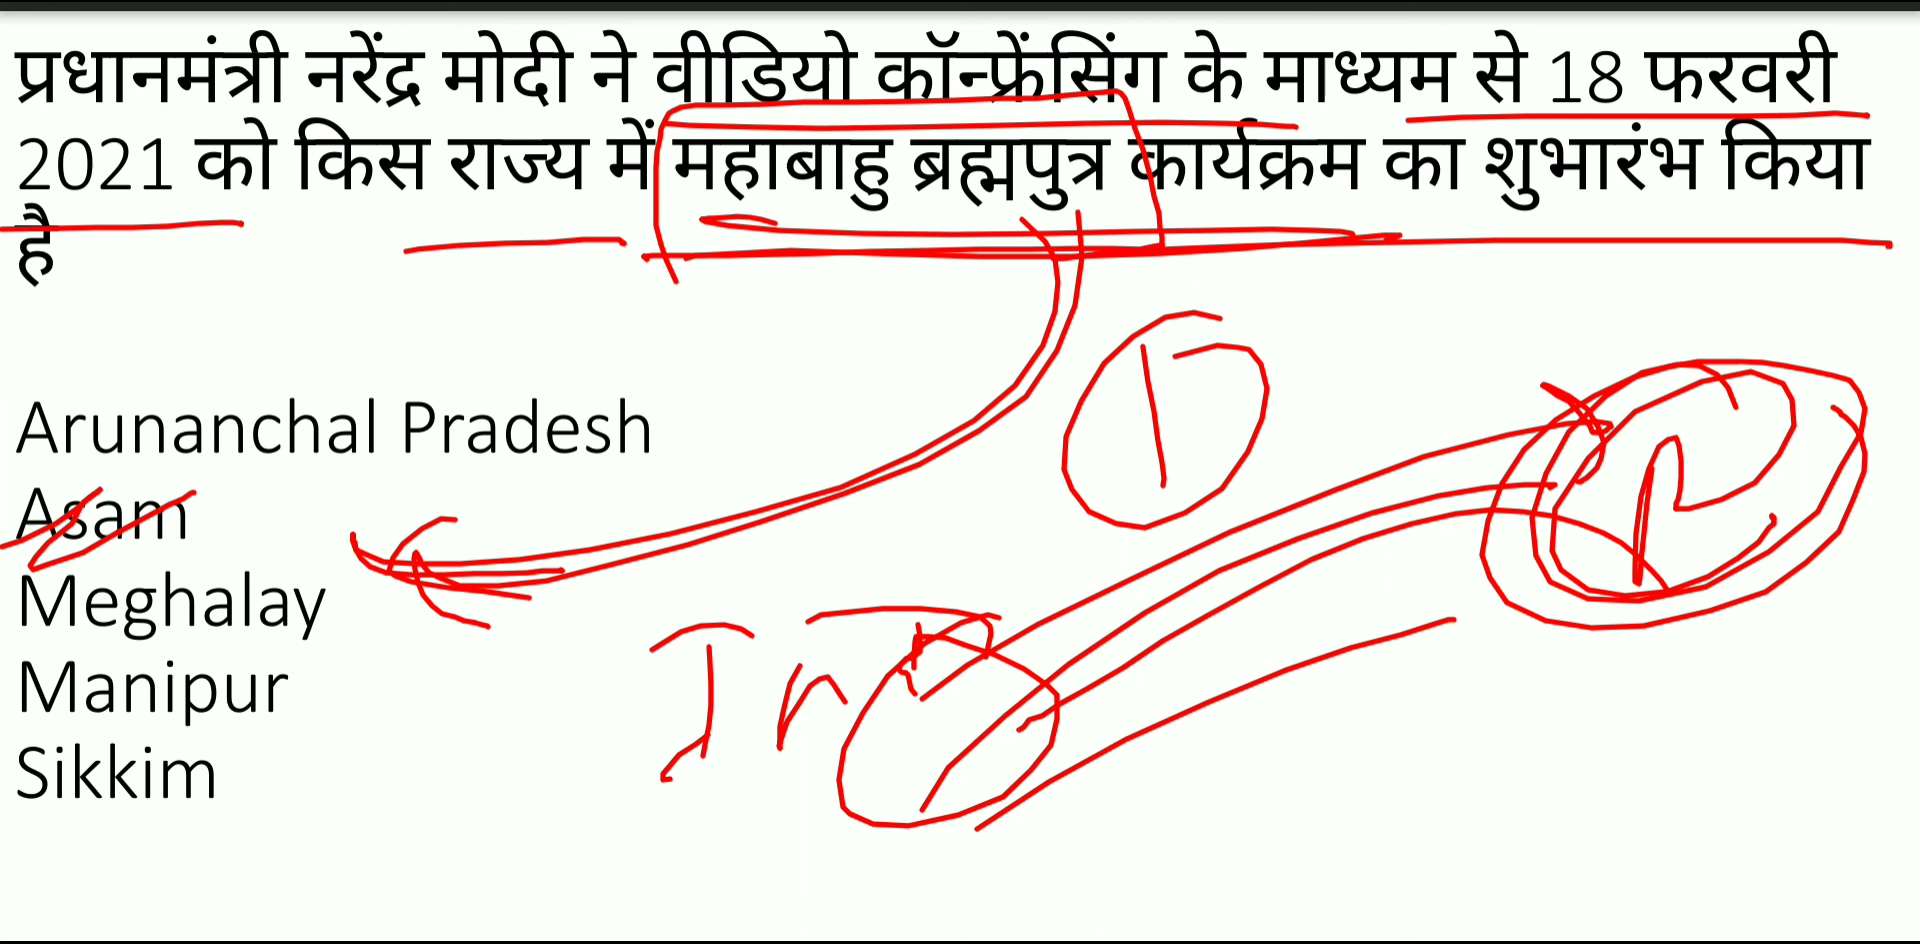 प्रधानमंत्री नरेंद्र मोदी ने वीडियो कॉन्फ्रेंसिंग के माध्यम से 18 फरवरी
2021 को किस राज्य में महाबाहु ब्रह्मपुत्र कार्यक्रम का शुभारंभ किया
है
Arunanchal Pradesh
Asam
Meghalay
Manipur
Sikkim